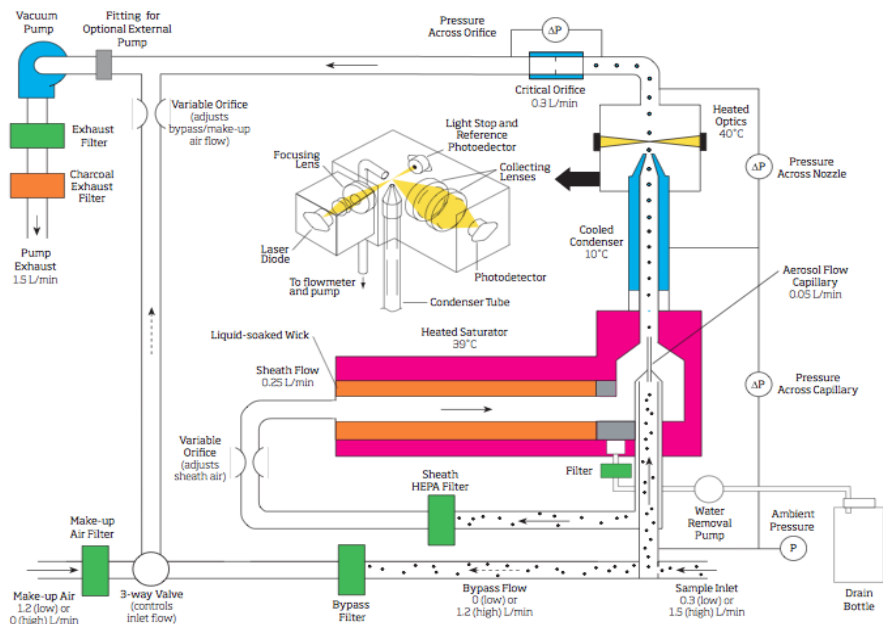 Vacuum
Pump
Fitting for
Optional External
Pump
Pressure
Across Orifice
ΔP
Critical Orifice
0.3 L/min
Variable Orifice
(adjusts
bypass/make-up
air flow)
Exhaust
Filter
Charcoal
Exhaust
Filter
Pump
Exhaust
1.5 L/min
Light Stop and
Reference
Photoedector
Focusing
Lens
Collecting
Lenses
Laser
Diode
To flowmeter
and pump
Photodetector
Condenser Tube
Heated
Optics
40°C
ΔP
Pressure
Across Nozzle
Cooled
Condenser
10°C
Aerosol Flow
Capillary
0.05 L/min
Liquid-soaked Wick
Heated Saturator
39°C
Sheath Flow
0.25 L/min
ΔP
Pressure
Across Capillary
Variable
Orifice
(adjusts
sheath air)
Sheath
HEPA Filter
Filter
Water
Removal
Pump
Ambient
Pressure
P
Drain
Bottle
Make-up
Air Filter
Make-up Air
1.2 (low) or
0 (high) L/min
3-way Valve
(controls
inlet flow)
Bypass
Filter
Bypass Flow
0 (low) or
1.2 (high) L/min
Sample Inlet
0.3 (low) or
1.5 (high) L/min